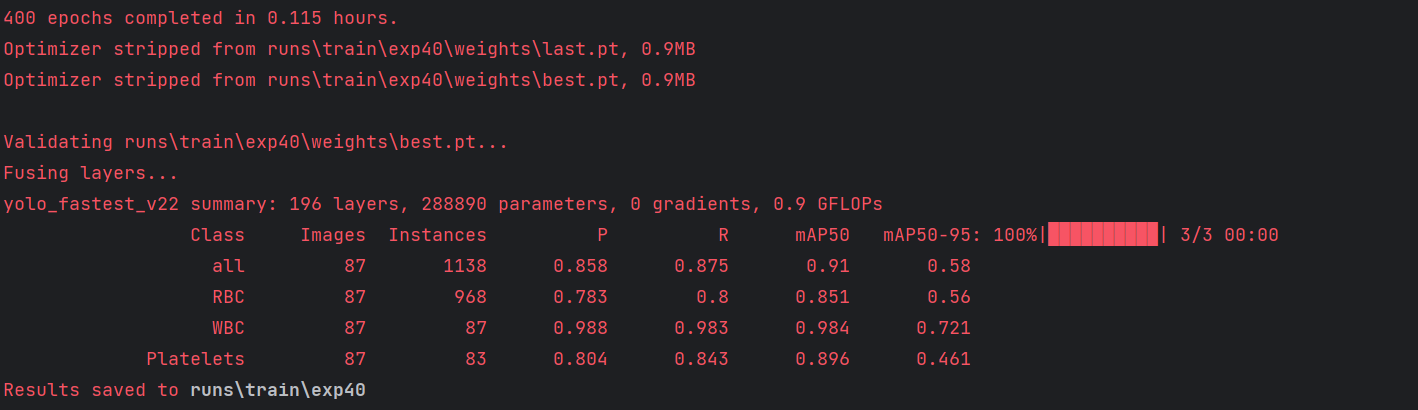 400 epochs completed in 0.115 hours.
Optimizer stripped from runs\train\exp40\weights\last.pt, 0.9MB
Optimizer stripped from runs\train\exp40\weights\best.pt, 0.9MB
Validating runs\train\exp40\weights\best.pt...
Fusing layers...
yolo_fastest_v22 summary: 196 layers, 288890 parameters, 0 gradients, 0.9 GFLOPs
Class Images Instances P R mAP50 mAP50-95: 100%|██████████| 3/3 00:00
all 87 1138 0.858 0.875 0.91 0.58
RBC 87 968 0.783 0.8 0.851 0.56
WBC 87 87 0.988 0.983 0.984 0.721
Platelets 87 83 0.804 0.843 0.896 0.461
Results saved to runs\train\exp40